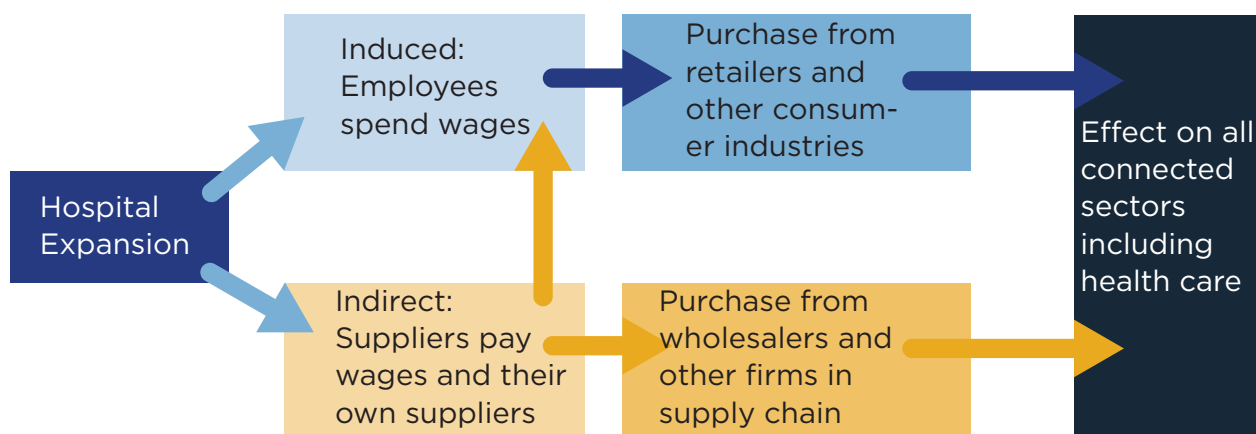 Hospital
Expansion
Induced:
Employees
spend wages
Purchase from
retailers and
other consum-
er industries
Indirect:
Suppliers pay
wages and their
own suppliers
Purchase from
wholesalers and
other firms in
supply chain
Effect on all
connected
sectors
including
health care